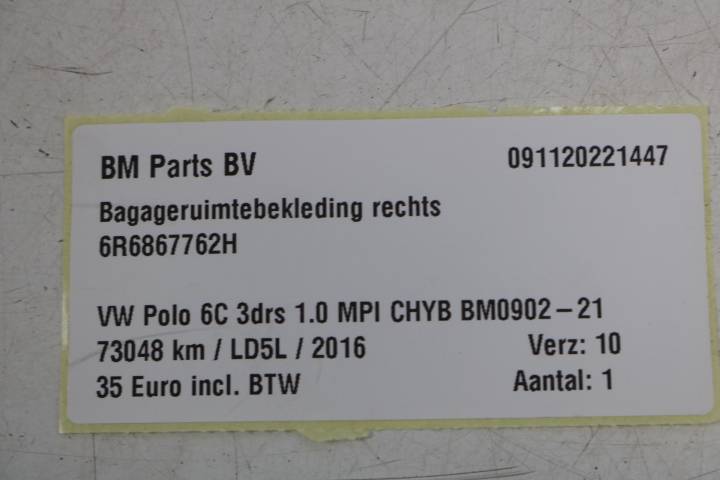 BM Parts BV 091120221447
Bagageruimtebekleding rechts
6R6867762H
VW Polo 6C 3drs 1.0 MPI CHYB BM0902-21
73048 km / LD5L / 2016 Verz: 10
35 Euro incl. BTW Aantal: 1